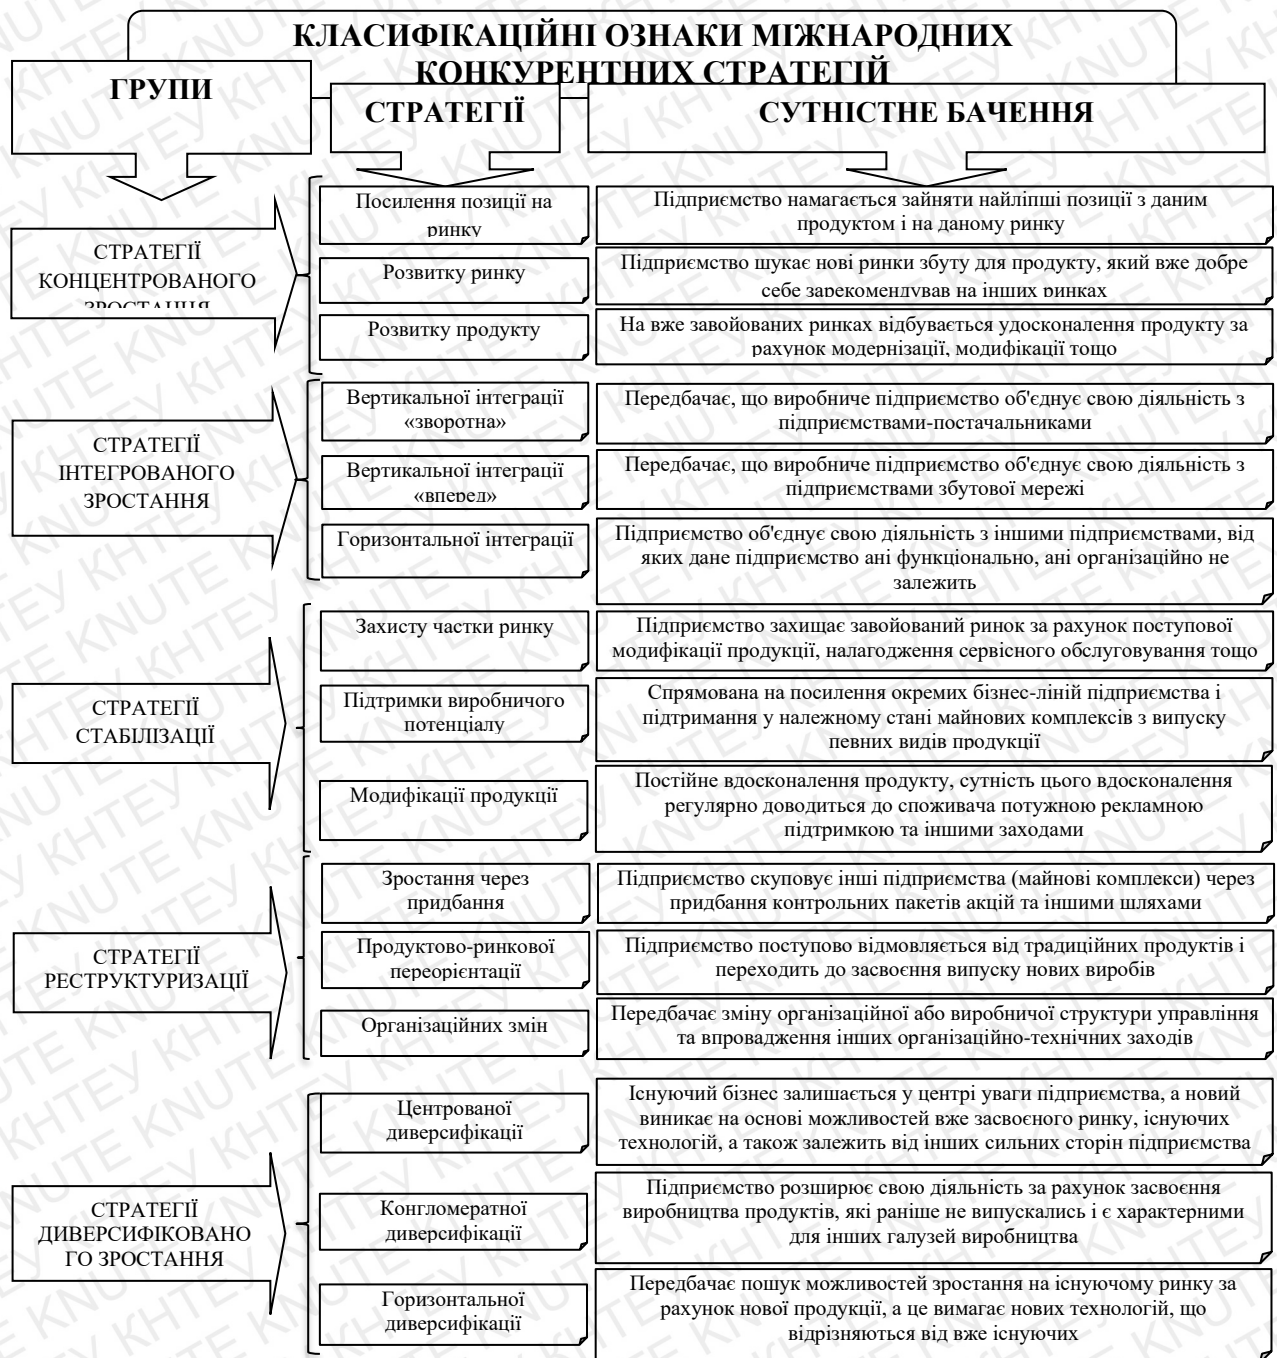 КЛАСИФІКАЦІЙНІ ОЗНАКИ МІЖНАРОДНИХ
КОНКУРЕНТНИХ СТРАТЕГІЙ
ГРУПИ
СТРАТЕГІЇ
СУТНІСТНЕ БАЧЕННЯ
СТРАТЕГІЇ
КОНЦЕНТРОВАНОГО
ЗРОСТАННЯ
Посилення позиції на
ринку
Підприємство намагається зайняти найліпші позиції з даним
продуктом і на даному ринку
Розвитку ринку
Підприємство шукає нові ринки збуту для продукту, який вже добре
себе зарекомендував на інших ринках
Розвитку продукту
На вже завойованих ринках відбувається удосконалення продукту за
рахунок модернізації, модифікації тощо
СТРАТЕГІЇ
ІНТЕГРОВАНОГО
ЗРОСТАННЯ
Вертикальної інтеграції
«зворотна»
Передбачає, що виробниче підприємство об'єднує свою діяльність з
підприємствами-постачальниками
Вертикальної інтеграції
«вперед»
Передбачає, що виробниче підприємство об'єднує свою діяльність з
підприємствами збутової мережі
Горизонтальної інтеграції
Підприємство об'єднує свою діяльність з іншими підприємствами, від
яких дане підприємство ані функціонально, ані організаційно не
залежить
СТРАТЕГІЇ
СТАБІЛІЗАЦІЇ
Захисту частки ринку
Підприємство захищає завойований ринок за рахунок поступової
модифікації продукції, налагодження сервісного обслуговування тощо
Підтримки виробничого
потенціалу
Спрямована на посилення окремих бізнес-ліній підприємства і
підтримання у належному стані майнових комплексів з випуску
певних видів продукції
Модифікації продукції
Постійне вдосконалення продукту, сутність цього вдосконалення
регулярно доводиться до споживача потужною рекламною
підтримкою та іншими заходами
СТРАТЕГІЇ
РЕСТРУКТУРИЗАЦІЇ
Зростання через
придбання
Підприємство скуповує інші підприємства (майнові комплекси) через
придбання контрольних пакетів акцій та іншими шляхами
Продуктово-ринкової
переорієнтації
Підприємство поступово відмовляється від традиційних продуктів і
переходить до засвоєння випуску нових виробів
Організаційних змін
Передбачає зміну організаційної або виробничої структури управління
та впровадження інших організаційно-технічних заходів
СТРАТЕГІЇ
ДИВЕРСИФІКОВАНО
ГО ЗРОСТАННЯ
Центрованої
диверсифікації
Існуючий бізнес залишається у центрі уваги підприємства, а новий
виникає на основі можливостей вже засвоєного ринку, існуючих
технологій, а також залежить від інших сильних сторін підприємства
Конгломератної
диверсифікації
Підприємство розширює свою діяльність за рахунок засвоєння
виробництва продуктів, які раніше не випускались і є характерними
для інших галузей виробництва
Горизонтальної
диверсифікації
Передбачає пошук можливостей зростання на існуючому ринку за
рахунок нової продукції, а це вимагає нових технологій, що
відрізняються від вже існуючих